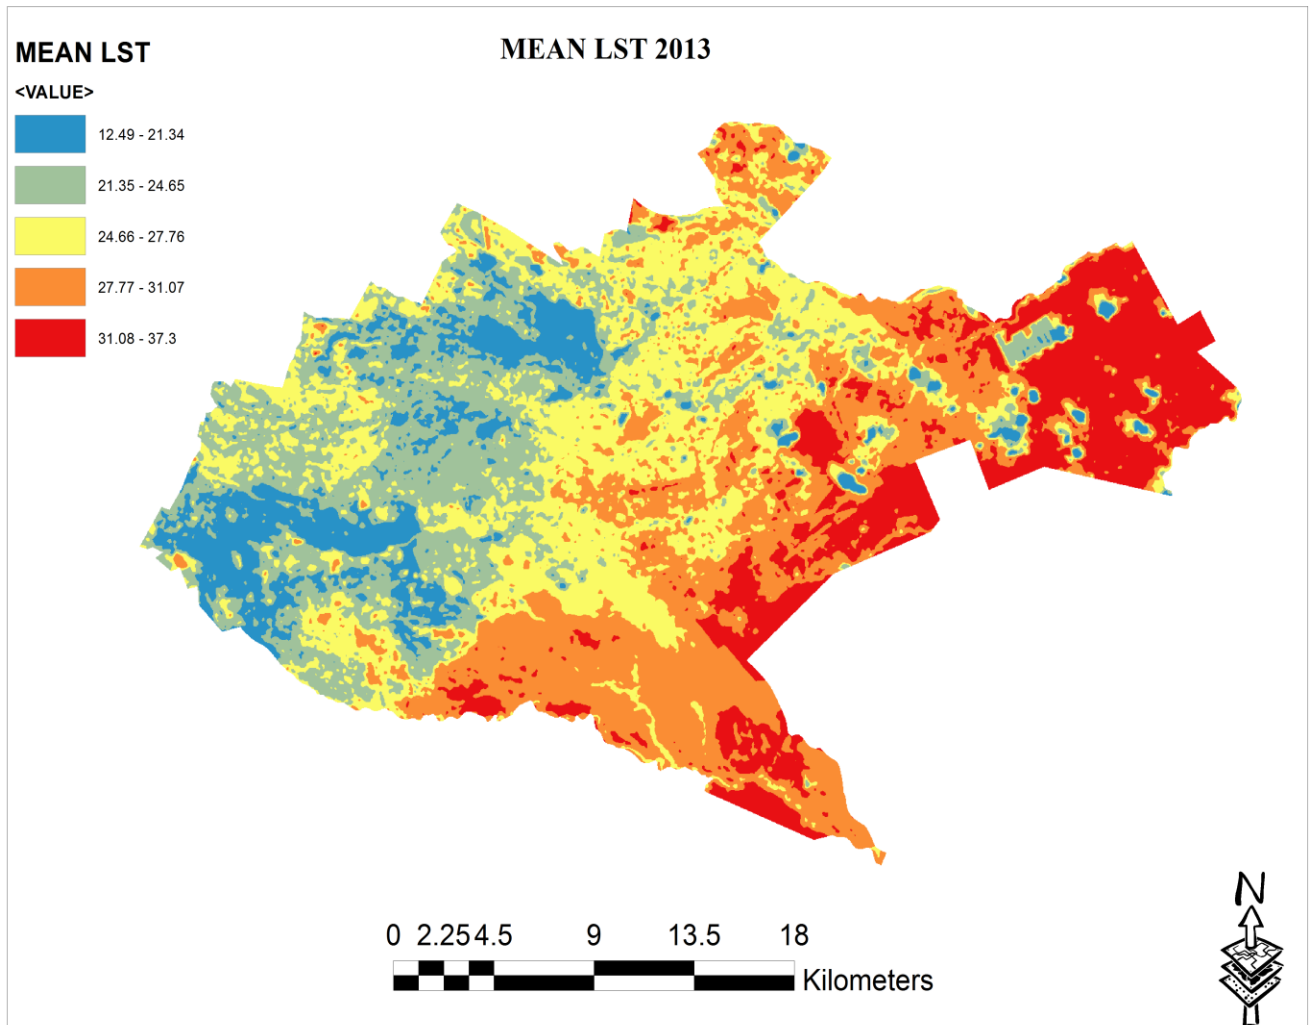 MEAN LST 2013
MEAN LST
<VALUE>
12.49 - 21.34
21.35 - 24.65
24.66 - 27.76
27.77 - 31.07
31.08 - 37.3
0 2.25 4.5 9 13.5 18
Kilometers
N